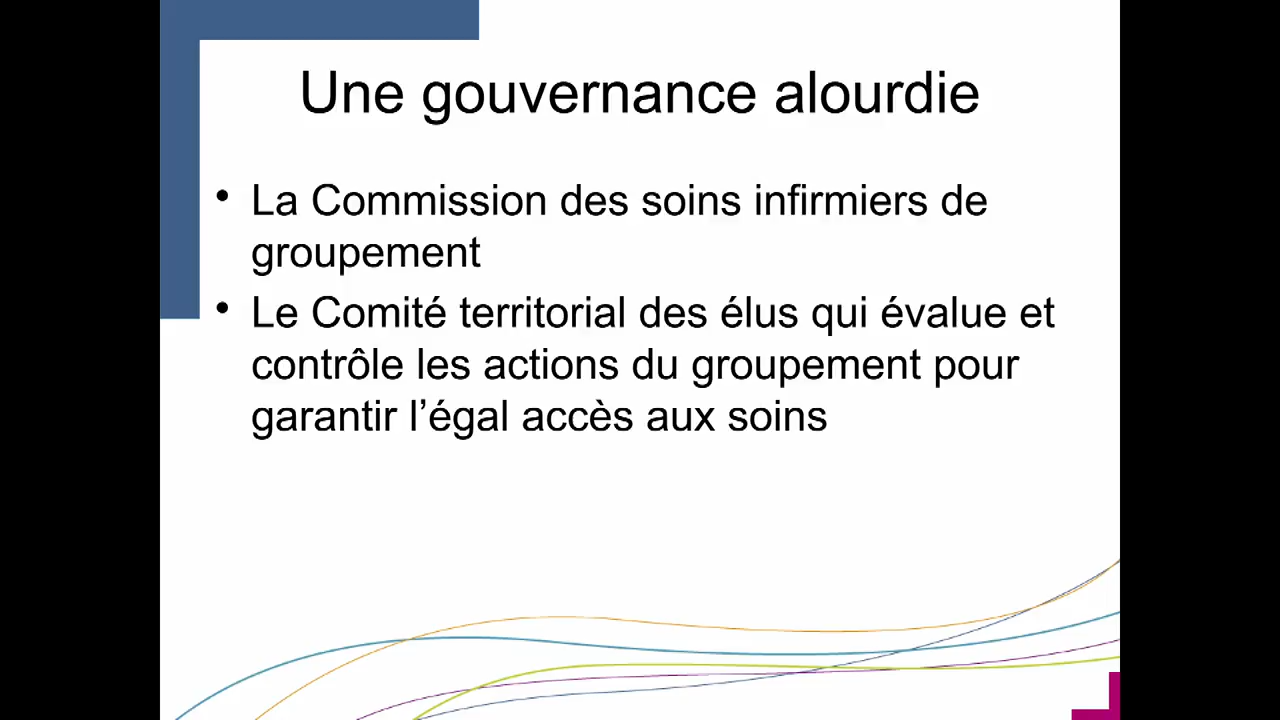 Une gouvernance alourdie
• La Commission des soins infirmiers de
groupement
• Le Comité territorial des élus qui évalue et
contrôle les actions du groupement pour
garantir l’égal accès aux soins